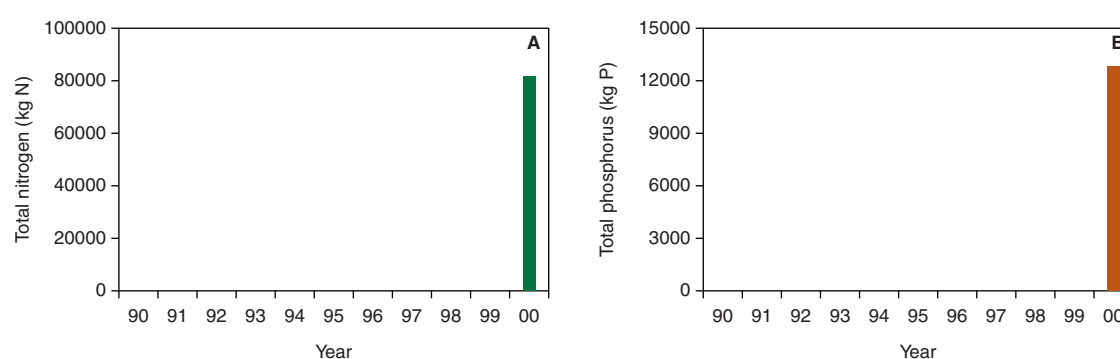 100000
80000
60000
40000
20000
0
Total nitrogen (kg N)
A
90 91 92 93 94 95 96 97 98 99 00
Year
15000
12000
9000
6000
3000
0
Total phosphorus (kg P)
90 91 92 93 94 95 96 97 98 99
Year